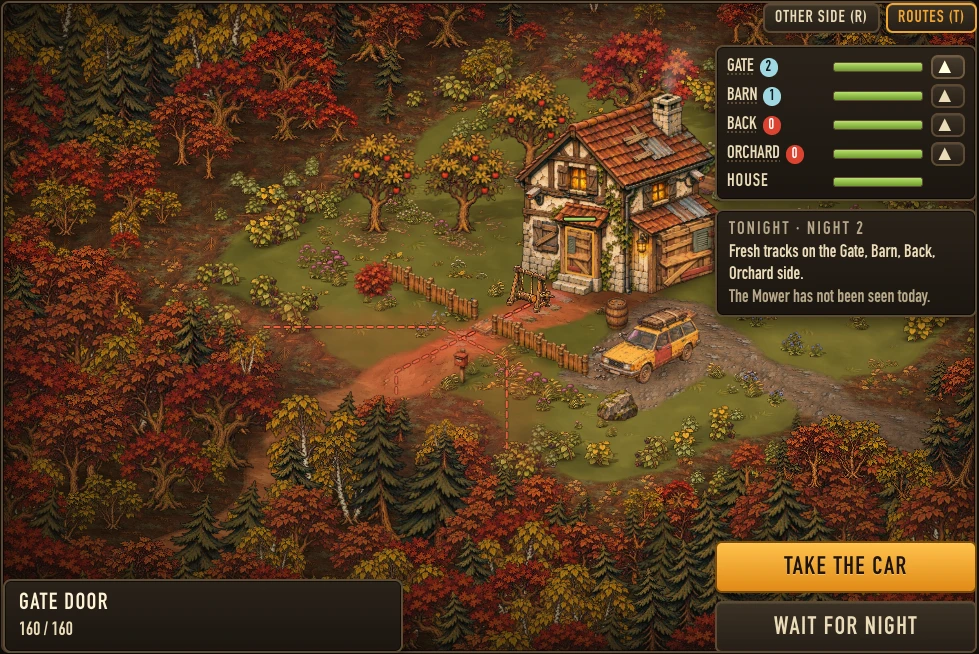 OTHER SIDE (R)
ROUTES (T)
GATE 2
BARN 1
BACK 0
ORCHARD 0
HOUSE
TONIGHT · NIGHT 2
Fresh tracks on the Gate, Barn, Back,
Orchard side.
The Mower has not been seen today.
TAKE THE CAR
WAIT FOR NIGHT
GATE DOOR
160 / 160